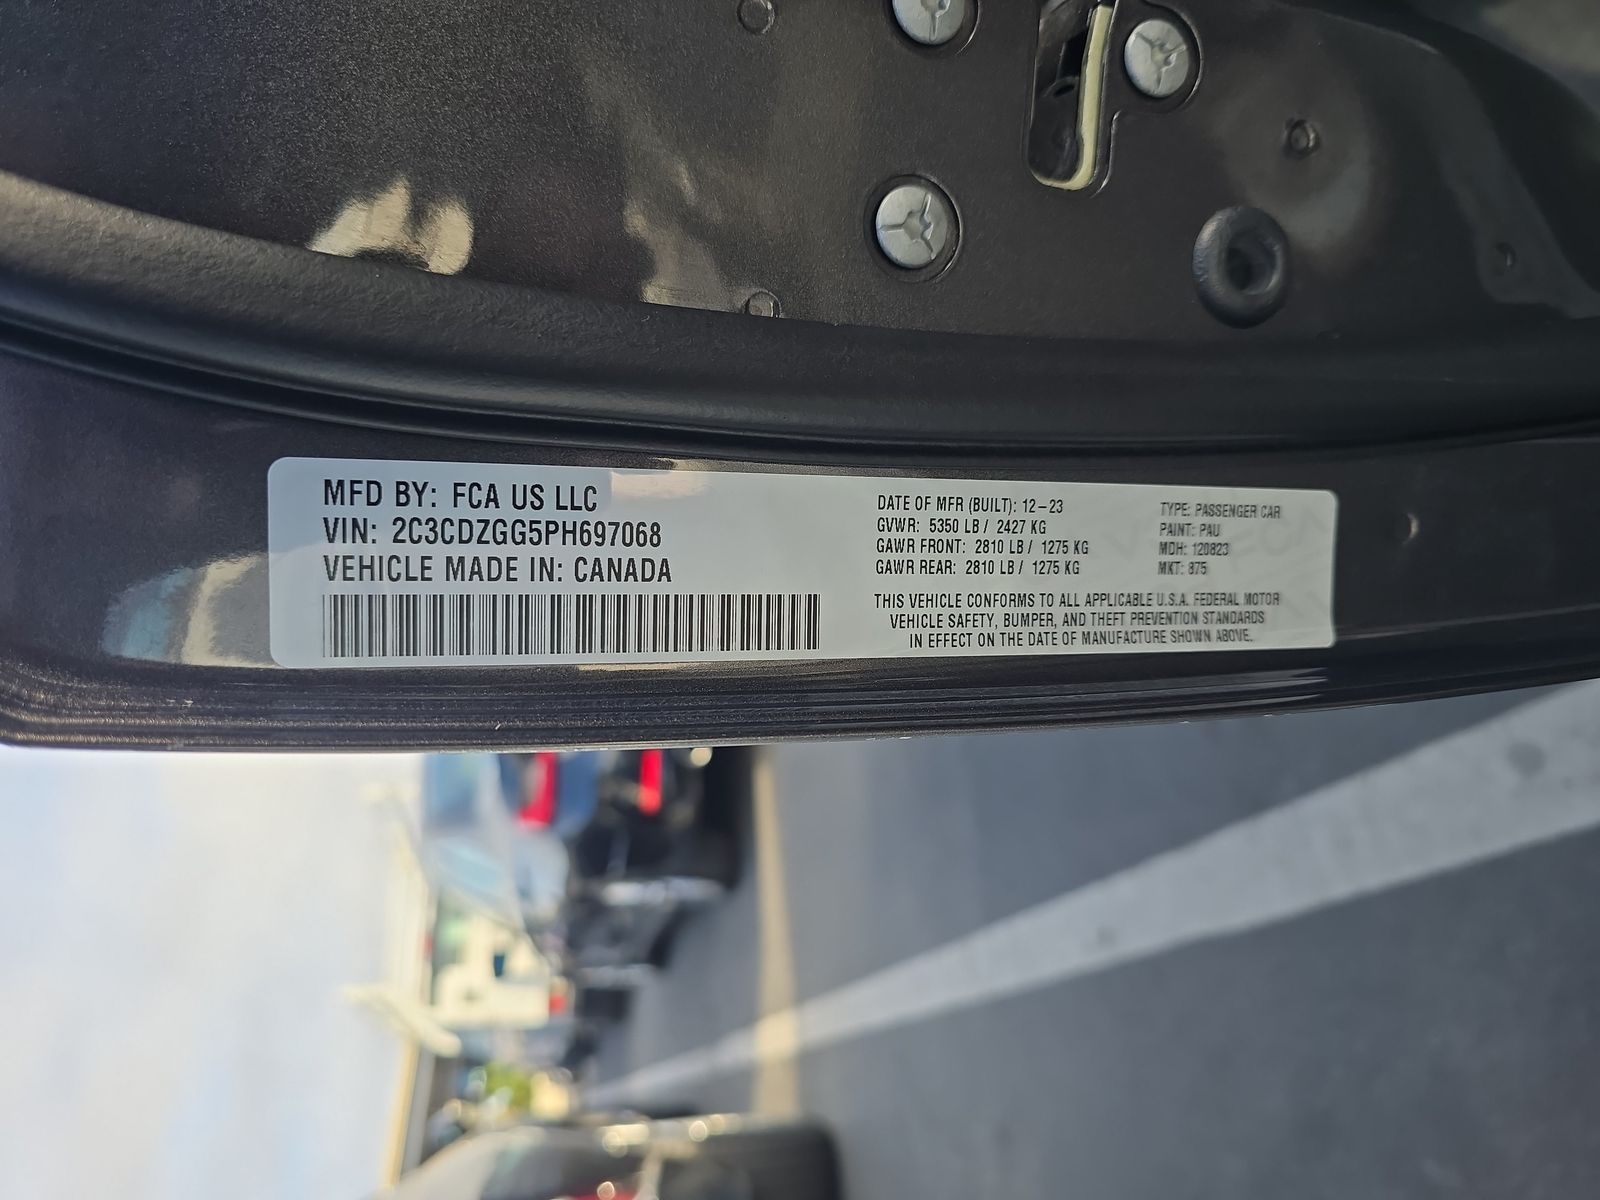 MFD BY: FCA US LLC
VIN: 2C3CDZGG5PH697068
VEHICLE MADE IN: CANADA
DATE OF MFR (BUILT): 12-23
GVWR: 5350 LB / 2427 KG
GAWR FRONT: 2810 LB / 1275 KG
GAWR REAR: 2810 LB / 1275 KG
TYPE: PASSENGER CAR
PAINT: PAU
MDH: 120823
MKT: 875
THIS VEHICLE CONFORMS TO ALL APPLICABLE U.S.A. FEDERAL MOTOR
VEHICLE SAFETY, BUMPER, AND THEFT PREVENTION STANDARDS
IN EFFECT ON THE DATE OF MANUFACTURE SHOWN ABOVE.